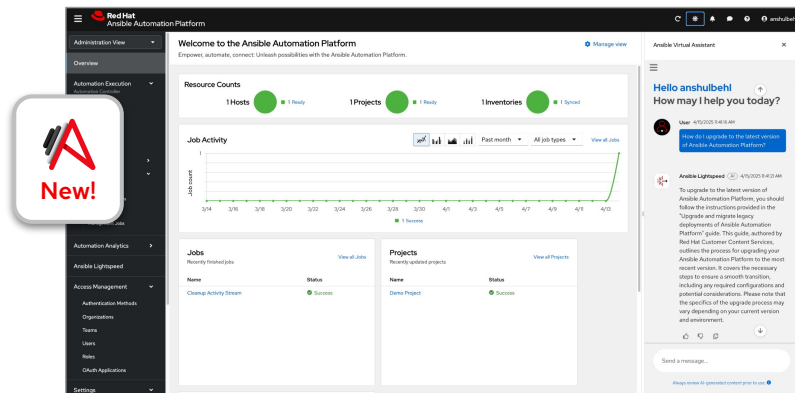 Red Hat
Ansible Automation Platform
anshulbehl
Administration View
Overview
Automation Execution
Automation Controller
Management Jobs
Automation Analytics
Ansible Lightspeed
Access Management
Authentication Methods
Organizations
Teams
Users
Roles
OAuth Applications
Settings
New!
Welcome to the Ansible Automation Platform
Manage view
Empower, automate, connect: Unleash possibilities with the Ansible Automation Platform.
Resource Counts
1 Hosts
1 Ready
1 Projects
1 Ready
1 Inventories
1 Synced
Job Activity
Past month
All job types
View all Jobs
1
Job count
3/14 3/16 3/18 3/20 3/22 3/24 3/26 3/28 3/30 4/1 4/3 4/5 4/7 4/9 4/11 4/13
1 Success
Jobs
Recently finished jobs
View all Jobs
Name Status
Cleanup Activity Stream Success
Projects
Recently updated projects
View all Projects
Name Status
Demo Project Success
Ansible Virtual Assistant
Hello anshulbehl
How may I help you today?
User 4/15/2025 11:41:16 AM
How do I upgrade to the latest version
of Ansible Automation Platform?
Ansible Lightspeed AI 4/15/2025 11:41:21 AM
To upgrade to the latest version of
Ansible Automation Platform, you should
follow the instructions provided in the
"Upgrade and migrate legacy
deployments of Ansible Automation
Platform" guide. This guide, authored by
Red Hat Customer Content Services,
outlines the process for upgrading your
Ansible Automation Platform to the most
recent version. It covers the necessary
steps to ensure a smooth transition,
including any required configurations and
potential considerations. Please note that
the specifics of the upgrade process may
vary depending on your current version
and environment.
Send a message...
Always review AI-generated content prior to use.